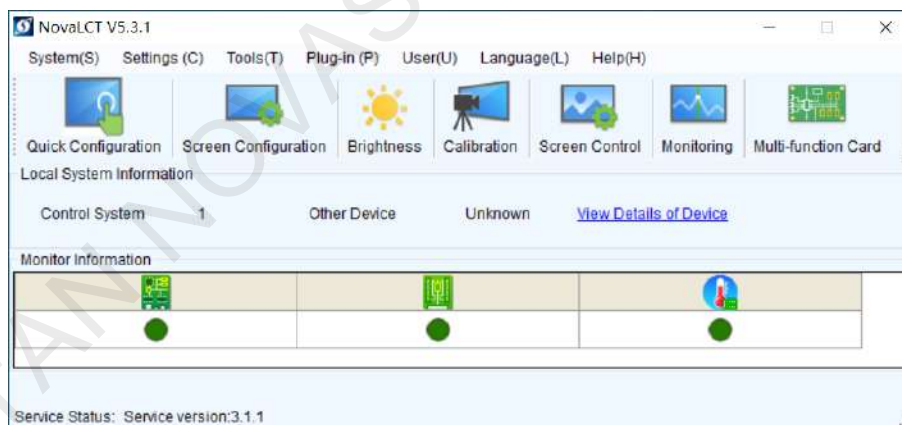 NovaLCT V5.3.1
System(S) Settings (C) Tools(T) Plug-in (P) User(U) Language(L) Help(H)
Quick Configuration Screen Configuration Brightness Calibration Screen Control Monitoring Multi-function Card
Local System Information
Control System 1 Other Device Unknown View Details of Device
Monitor Information
Service Status: Service version:3.1.1